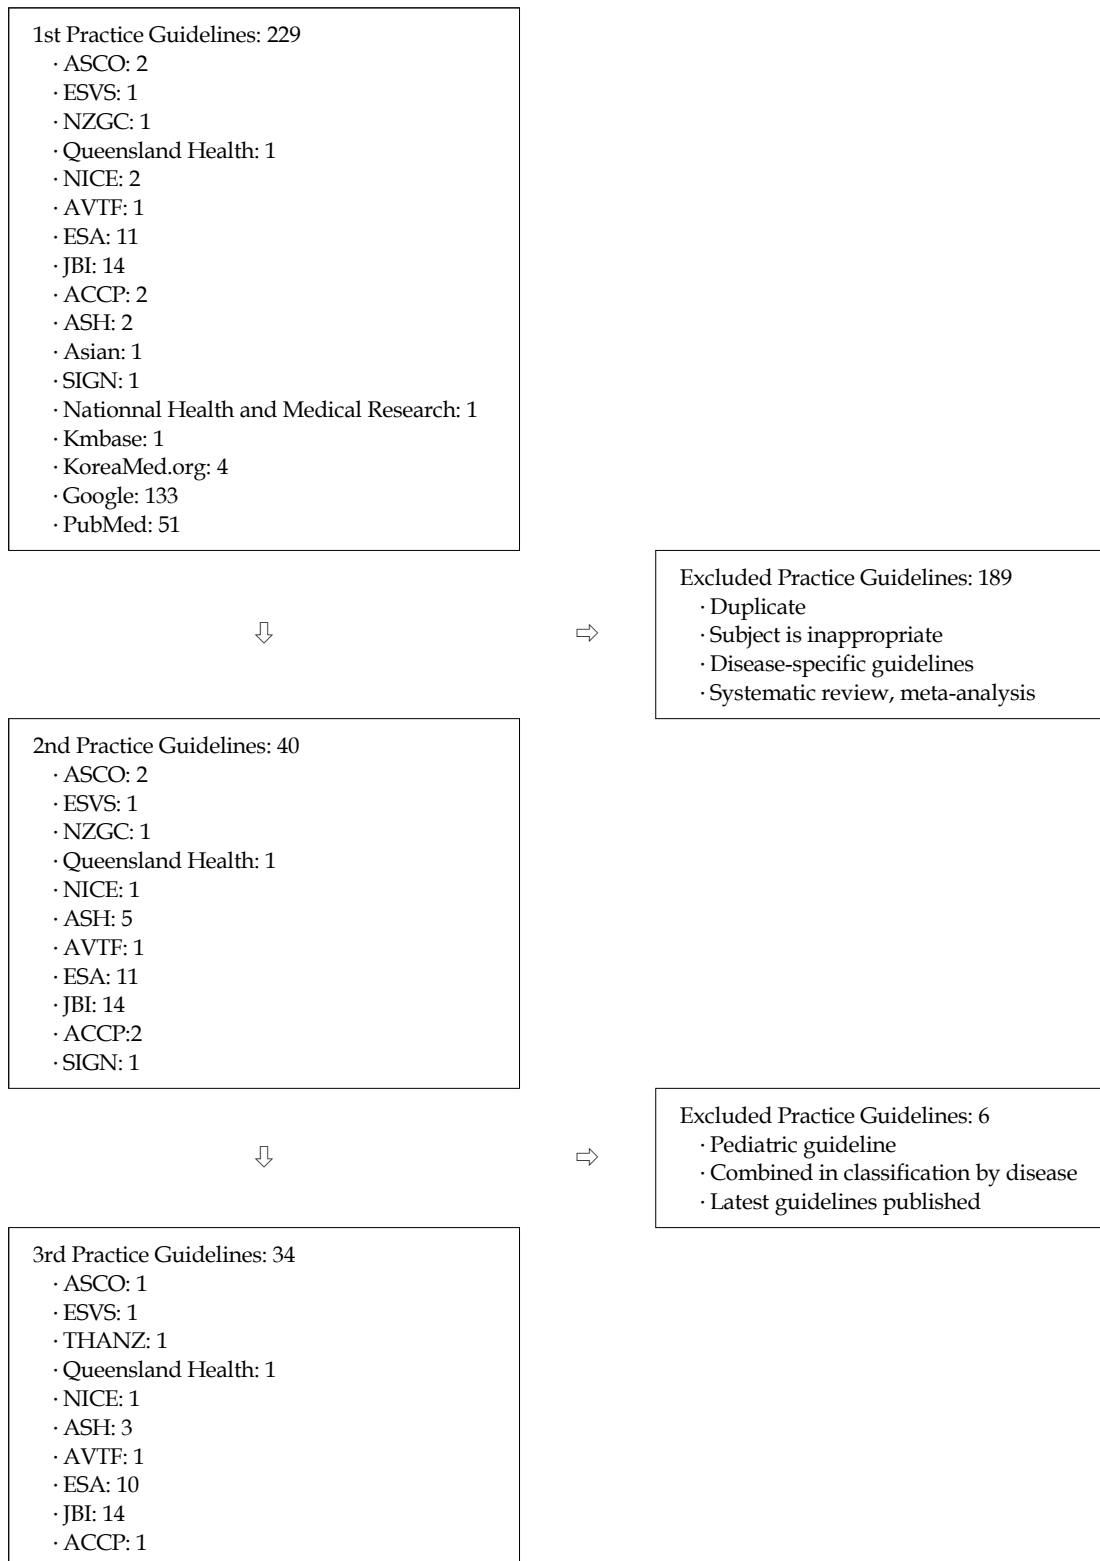 1st Practice Guidelines: 229
· ASCO: 2
· ESVS: 1
· NZGC: 1
· Queensland Health: 1
· NICE: 2
· AVTF: 1
· ESA: 11
· JBI: 14
· ACCP: 2
· ASH: 2
· Asian: 1
· SIGN: 1
· Nationnal Health and Medical Research: 1
· Kmbase: 1
· KoreaMed.org: 4
· Google: 133
· PubMed: 51
Excluded Practice Guidelines: 189
· Duplicate
· Subject is inappropriate
· Disease-specific guidelines
· Systematic review, meta-analysis
2nd Practice Guidelines: 40
· ASCO: 2
· ESVS: 1
· NZGC: 1
· Queensland Health: 1
· NICE: 1
· ASH: 5
· AVTF: 1
· ESA: 11
· JBI: 14
· ACCP:2
· SIGN: 1
Excluded Practice Guidelines: 6
· Pediatric guideline
· Combined in classification by disease
· Latest guidelines published
3rd Practice Guidelines: 34
· ASCO: 1
· ESVS: 1
· THANZ: 1
· Queensland Health: 1
· NICE: 1
· ASH: 3
· AVTF: 1
· ESA: 10
· JBI: 14
· ACCP: 1